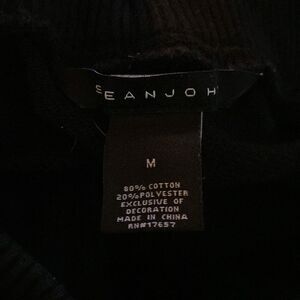 SEANJOH
M
80% COTTON
20% POLYESTER
EXCLUSIVE OF
DECORATION
MADE IN CHINA
RN#17657